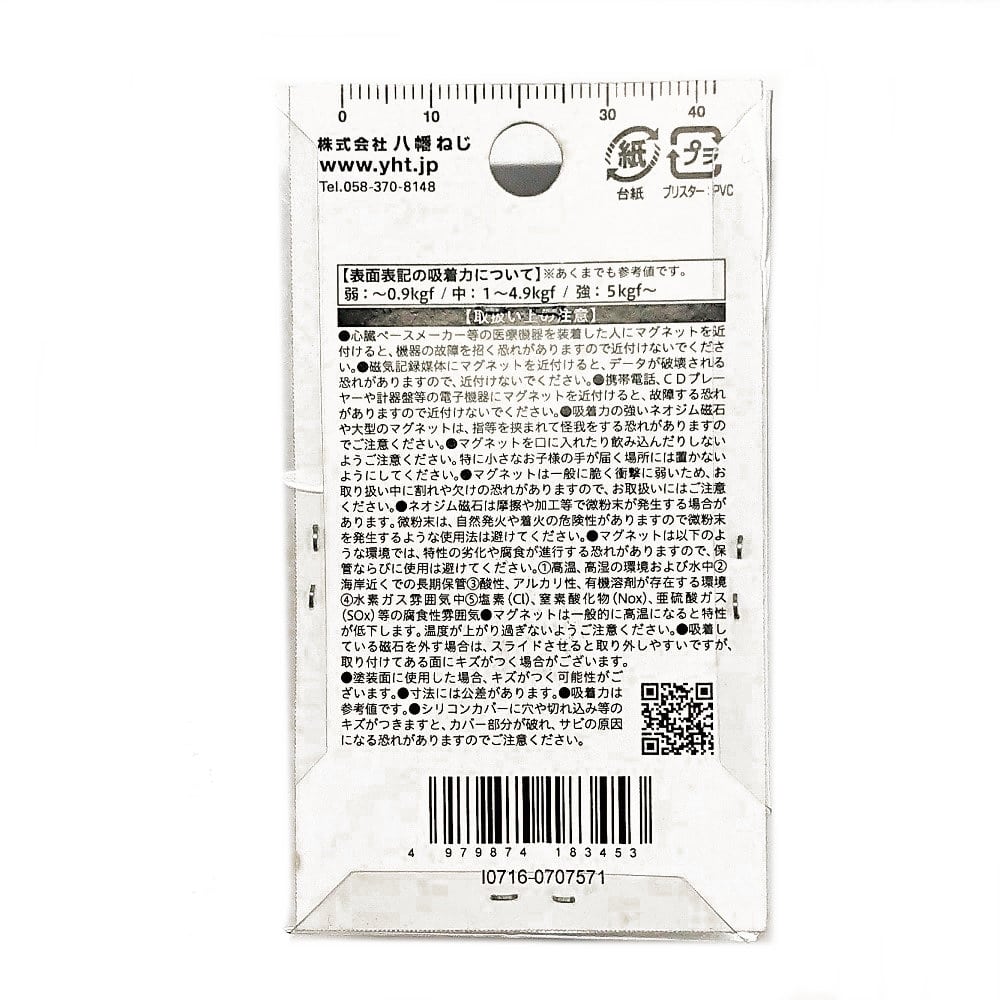 0 10 30 40
株式会社 八幡ねじ
www.yht.jp
Tel.058-370-8148
紙
台紙
プラ
ブリスター:PVC
【表面表記の吸着力について】※あくまでも参考値です。
弱:～0.9kgf / 中:1～4.9kgf / 強:5kgf～
【取扱い上の注意】
●心臓ペースメーカー等の医療機器を装着した人にマグネットを近
付けると、機器の故障を招く恐れがありますので近付けないでくださ
い。●磁気記録媒体にマグネットを近付けると、データが破壊される
恐れがありますので、近付けないでください。●携帯電話、CDプレー
ヤーや計器盤等の電子機器にマグネットを近付けると、故障する恐れ
がありますので近付けないでください。●吸着力の強いネオジム磁石
や大型のマグネットは、指等を挟まれて怪我をする恐れがありますの
でご注意ください。●マグネットを口に入れたり飲み込んだりしない
ようご注意ください。特に小さなお子様の手が届く場所には置かない
ようにしてください。●マグネットは一般に脆く衝撃に弱いため、お
取り扱い中に割れや欠けの恐れがありますので、お取扱いにはご注意
ください。●ネオジム磁石は摩擦や加工等で微粉末が発生する場合が
あります。微粉末は、自然発火や着火の危険性がありますので微粉末
を発生するような使用法は避けてください。●マグネットは以下のよ
うな環境では、特性の劣化や腐食が進行する恐れがありますので、保
管ならびに使用は避けてください。①高温、高湿の環境および水中②
海岸近くでの長期保管③酸性、アルカリ性、有機溶剤が存在する環境
④水素ガス雰囲気中⑤塩素(Cl)、窒素酸化物(Nox)、亜硫酸ガス
(SOx)等の腐食性雰囲気●マグネットは一般的に高温になると特性
が低下します。温度が上がり過ぎないようご注意ください。●吸着し
ている磁石を外す場合は、スライドさせると取り外しやすいですが、
取り付けてある面にキズがつく場合がございます。
●塗装面に使用した場合、キズがつく可能性がご
ざいます。●寸法には公差があります。●吸着力は
参考値です。●シリコンカバーに穴や切れ込み等の
キズがつきますと、カバー部分が破れ、サビの原因
になる恐れがありますのでご注意ください。
4 979874 183453
I0716-0707571